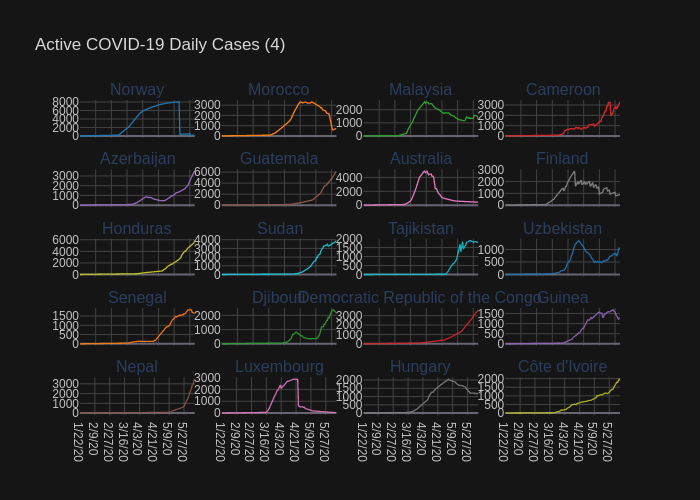 Active COVID-19 Daily Cases (4)
Norway Morocco Malaysia Cameroon
8000 6000 4000 2000 0
3000 2000 1000 0
2000 1000 0
3000 2000 1000 0
Azerbaijan Guatemala Australia Finland
3000 2000 1000 0
6000 4000 2000 0
4000 2000 0
3000 2000 1000 0
Honduras Sudan Tajikistan Uzbekistan
6000 4000 2000 0
4000 3000 2000 1000 0
2000 1500 1000 500 0
1000 500 0
Senegal Djibouti Democratic Republic of the Congo Guinea
1500 1000 500 0
2000 1000 0
3000 2000 1000 0
1500 1000 500 0
Nepal Luxembourg Hungary Côte d'Ivoire
3000 2000 1000 0
3000 2000 1000 0
2000 1500 1000 500 0
2000 1500 1000 500 0
1/22/20 2/9/20 2/27/20 3/16/20 4/3/20 4/21/20 5/9/20 5/27/20
1/22/20 2/9/20 2/27/20 3/16/20 4/3/20 4/21/20 5/9/20 5/27/20
1/22/20 2/9/20 2/27/20 3/16/20 4/3/20 4/21/20 5/9/20 5/27/20
1/22/20 2/9/20 2/27/20 3/16/20 4/3/20 4/21/20 5/9/20 5/27/20